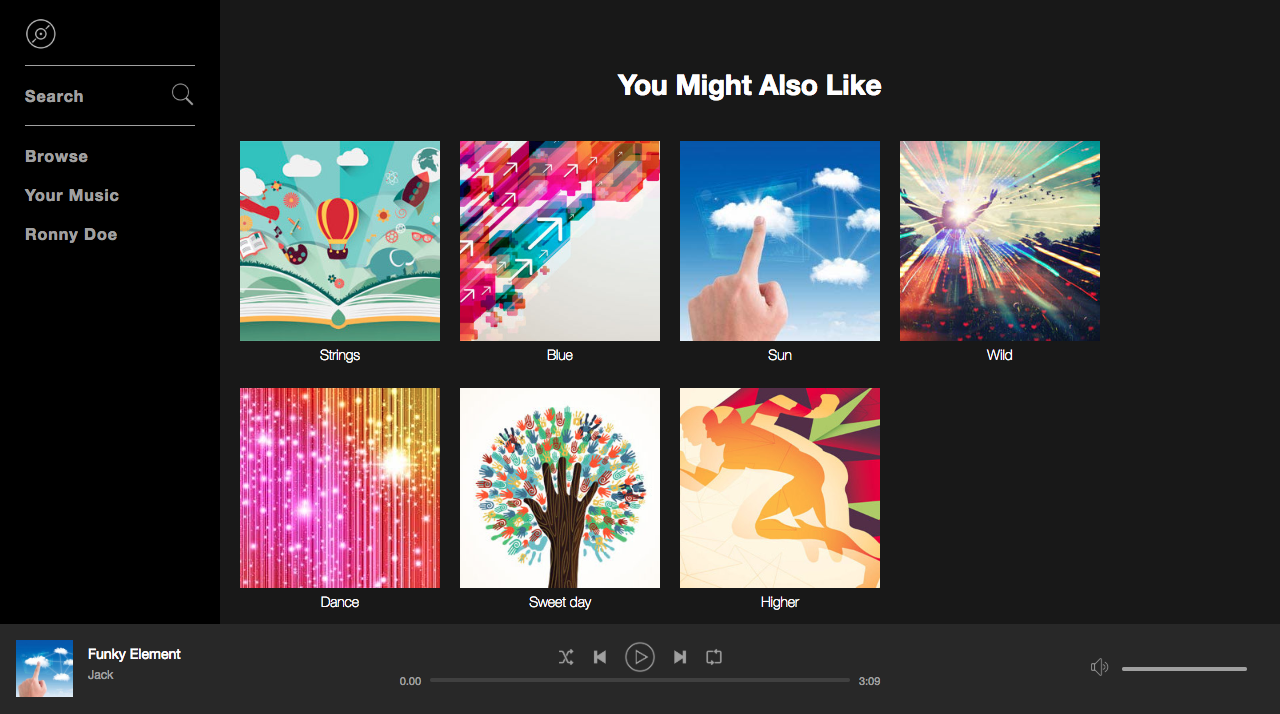 Search
Browse
Your Music
Ronny Doe
You Might Also Like
Strings
Blue
Sun
Wild
Dance
Sweet day
Higher
Funky Element
Jack
0.00
3:09